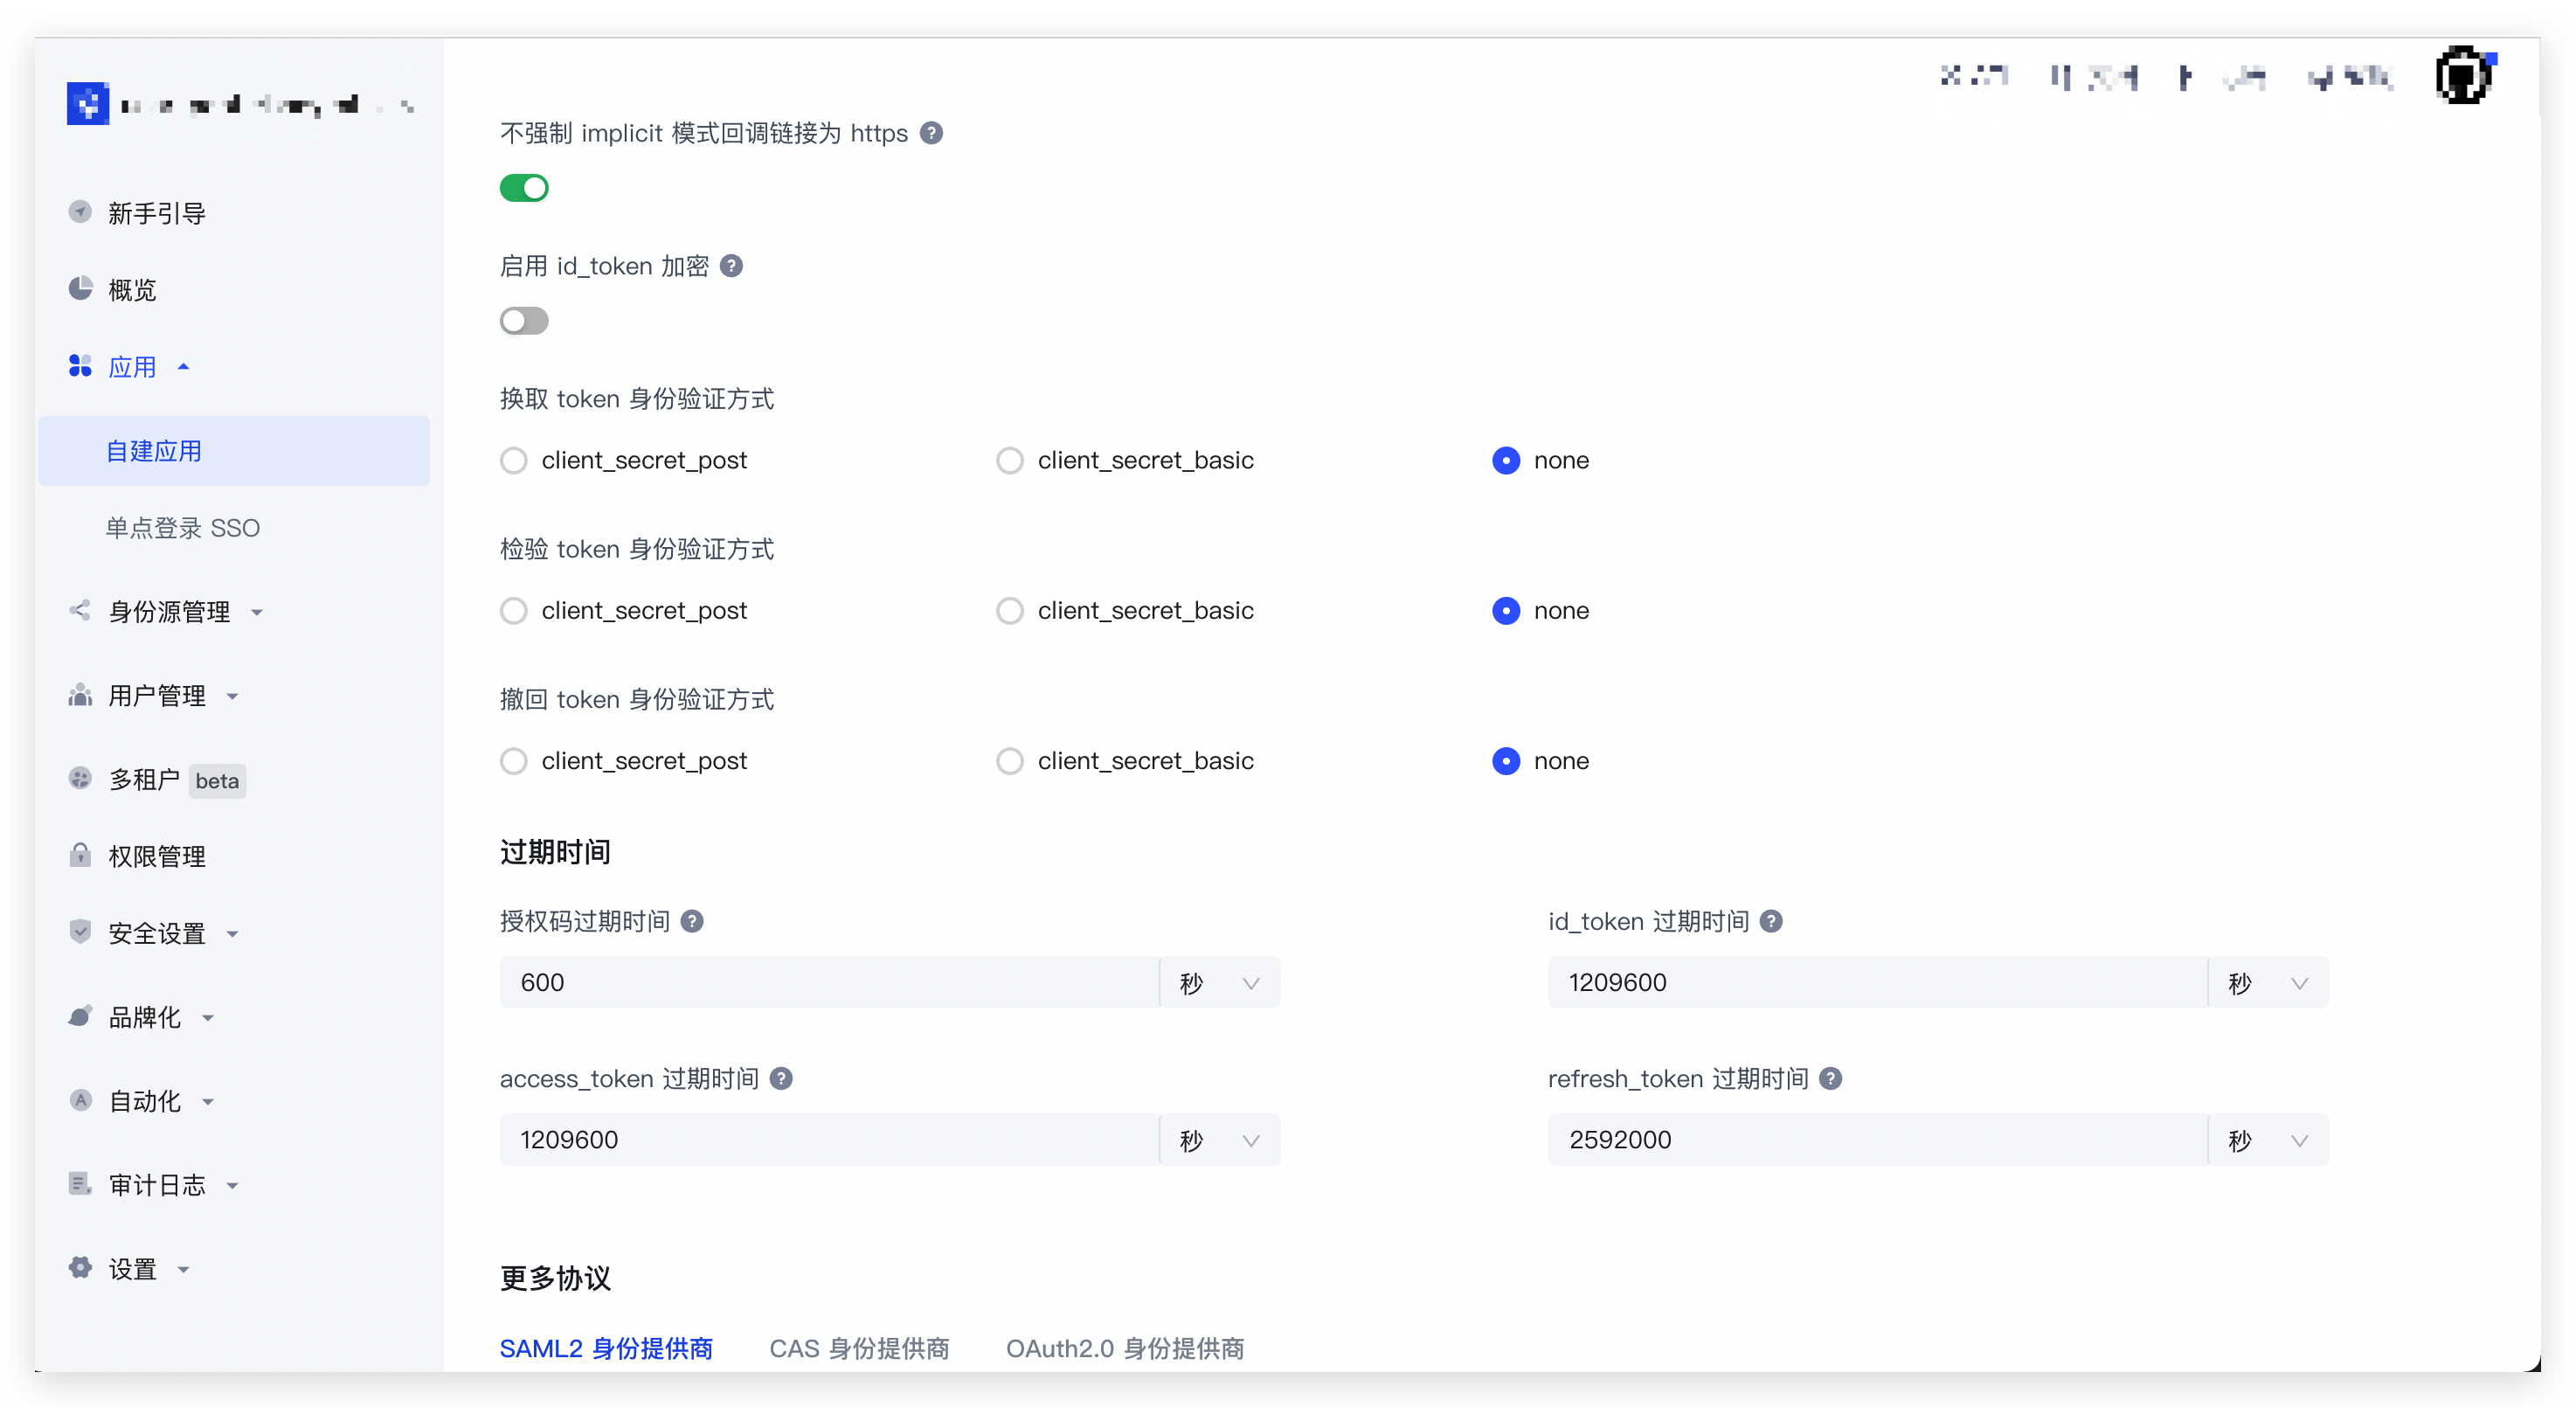 新手引导
概览
应用
自建应用
单点登录 SSO
身份源管理
用户管理
多租户 beta
权限管理
安全设置
品牌化
自动化
审计日志
设置
不强制 implicit 模式回调链接为 https
启用 id_token 加密
换取 token 身份验证方式
client_secret_post client_secret_basic none
检验 token 身份验证方式
client_secret_post client_secret_basic none
撤回 token 身份验证方式
client_secret_post client_secret_basic none
过期时间
授权码过期时间 id_token 过期时间
600 秒 1209600 秒
access_token 过期时间 refresh_token 过期时间
1209600 秒 2592000 秒
更多协议
SAML2 身份提供商 CAS 身份提供商 OAuth2.0 身份提供商